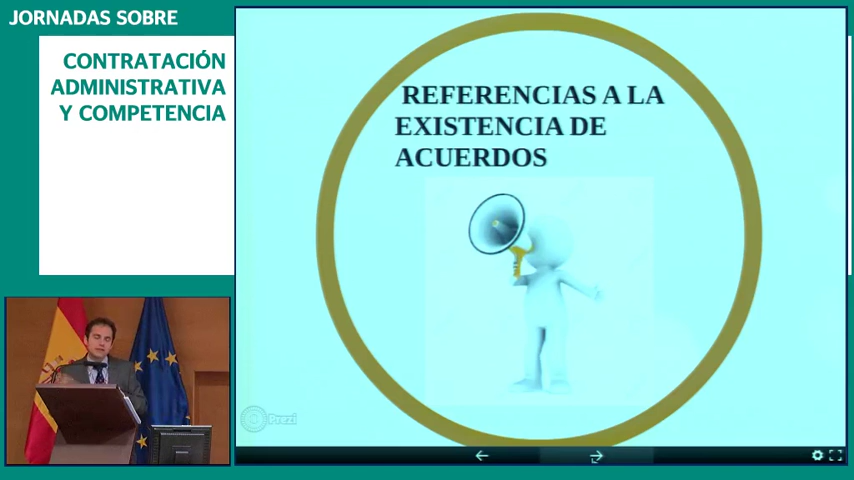 JORNADAS SOBRE
CONTRATACIÓN
ADMINISTRATIVA
Y COMPETENCIA
REFERENCIAS A LA
EXISTENCIA DE
ACUERDOS
Prezi